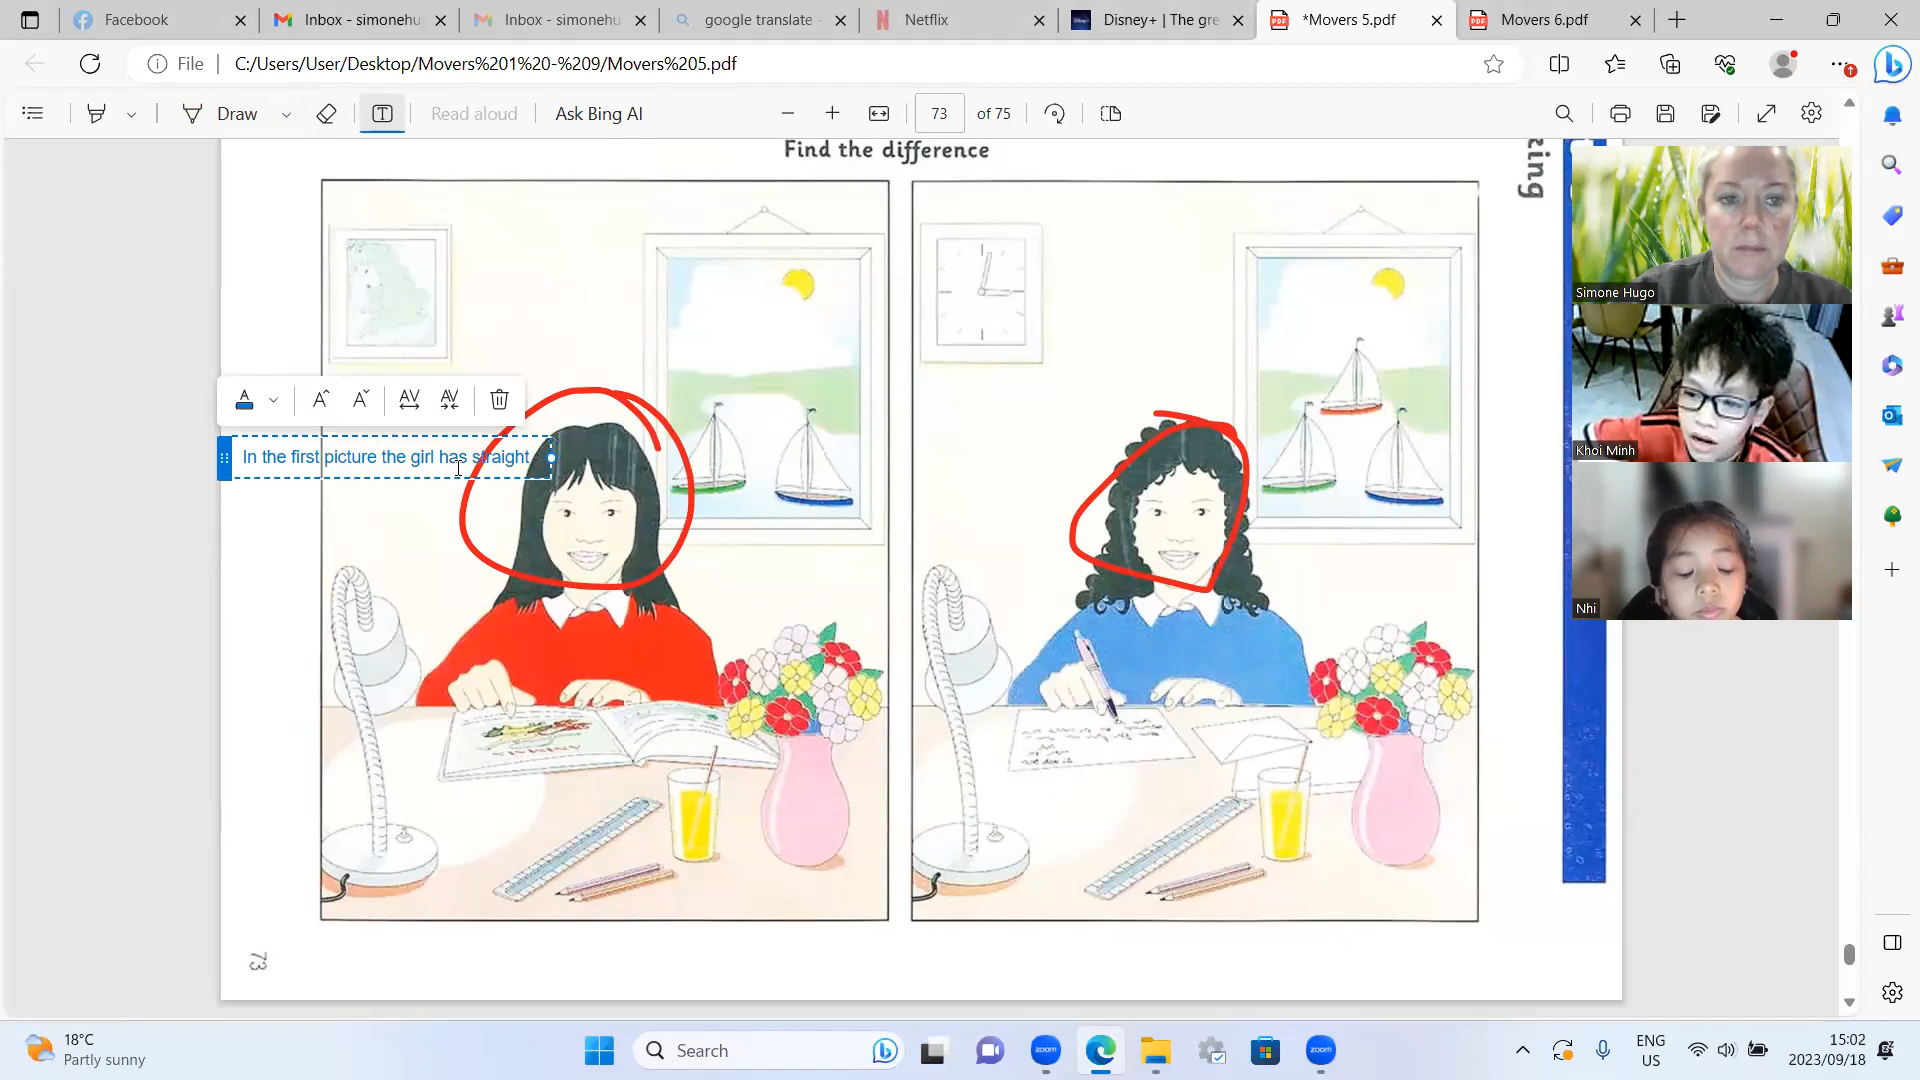 Facebook
Inbox - simonehu
Inbox - simonehu
google translate -
Netflix
Disney+ | The gre
*Movers 5.pdf
Movers 6.pdf
File
C:/Users/User/Desktop/Movers%201%20-%209/Movers%205.pdf
Draw
Read aloud
Ask Bing AI
73
of 75
Find the difference
In the first picture the girl has straight
Simone Hugo
Khoi Minh
Nhi
73
18°C
Partly sunny
Search
zoom
zoom
ENG
US
15:02
2023/09/18